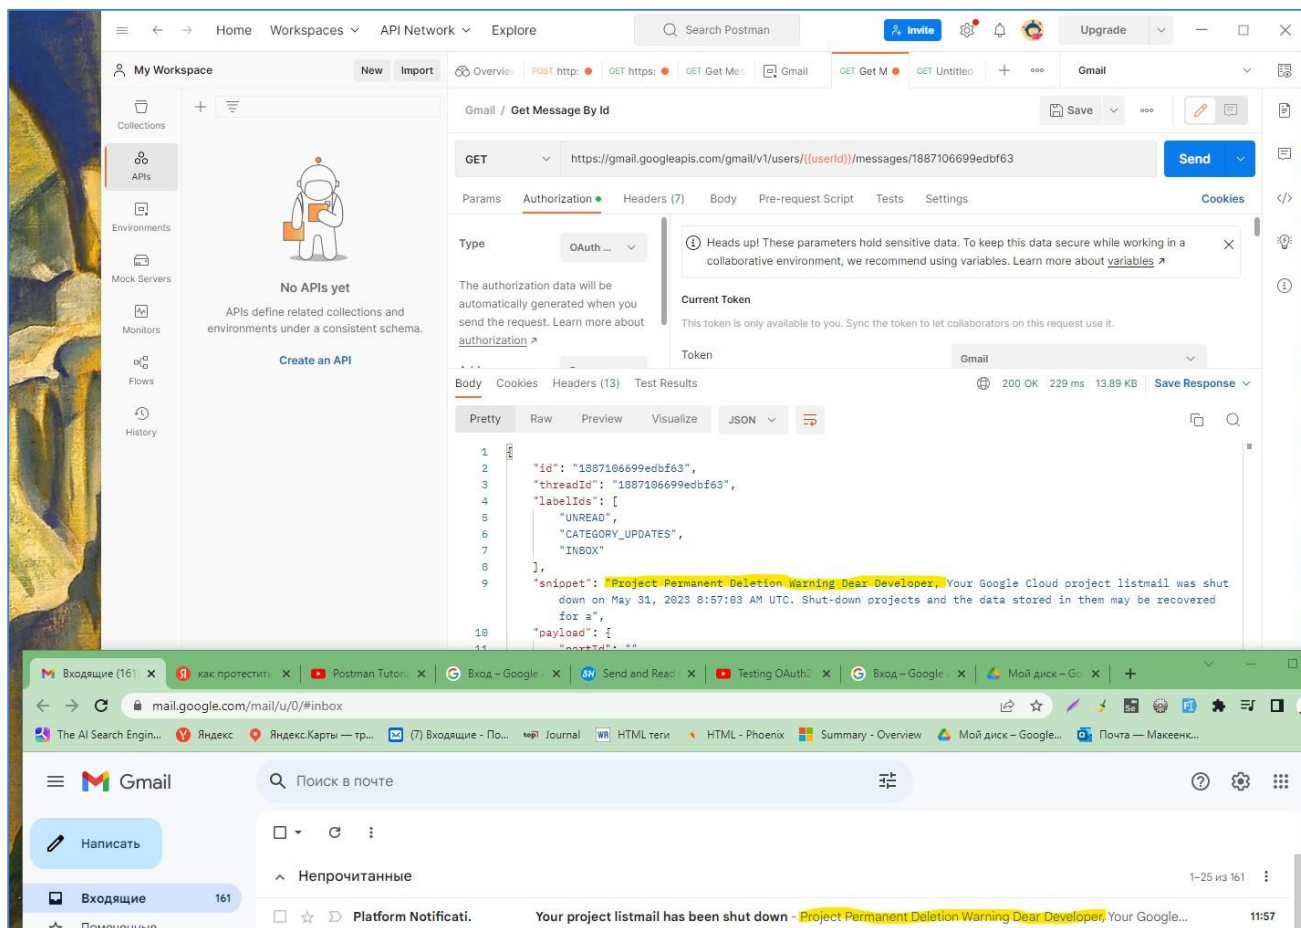 Home Workspaces API Network Explore Search Postman Invite Upgrade
My Workspace New Import Overvie POST http: GET https: GET Get Mes Gmail GET Get M GET Untitled Gmail
Collections
APIs
Environments
Mock Servers
Monitors
Flows
History
No APIs yet
APIs define related collections and
environments under a consistent schema.
Create an API
Gmail / Get Message By Id Save
GET https://gmail.googleapis.com/gmail/v1/users/{{userId}}/messages/1887106699edbf63 Send
Params Authorization Headers (7) Body Pre-request Script Tests Settings Cookies
Type OAuth ...
The authorization data will be
automatically generated when you
send the request. Learn more about
authorization
Heads up! These parameters hold sensitive data. To keep this data secure while working in a
collaborative environment, we recommend using variables. Learn more about variables
Current Token
This token is only available to you. Sync the token to let collaborators on this request use it.
Token Gmail
Body Cookies Headers (13) Test Results 200 OK 229 ms 13.89 KB Save Response
Pretty Raw Preview Visualize JSON
1 {
2 "id": "1887106699edbf63",
3 "threadId": "1887106699edbf63",
4 "labelIds": [
5 "UNREAD",
6 "CATEGORY_UPDATES",
7 "INBOX"
8 ],
9 "snippet": "Project Permanent Deletion Warning Dear Developer, Your Google Cloud project listmail was shut
down on May 31, 2023 8:57:03 AM UTC. Shut-down projects and the data stored in them may be recovered
for a",
10 "payload": {
11 "partId": ""
Входящие (161 как протести Postman Tutori Вход – Google Send and Read Testing OAuth2 Вход – Google Мой диск – Go
mail.google.com/mail/u/0/#inbox
The AI Search Engin... Яндекс Яндекс.Карты — тр... (7) Входящие - По... Journal HTML теги HTML - Phoenix Summary - Overview Мой диск – Google... Почта — Макеенк...
Gmail Поиск в почте
Написать
Непрочитанные 1–25 из 161
Входящие 161
Platform Notificati. Your project listmail has been shut down - Project Permanent Deletion Warning Dear Developer, Your Google... 11:57
Помеченные